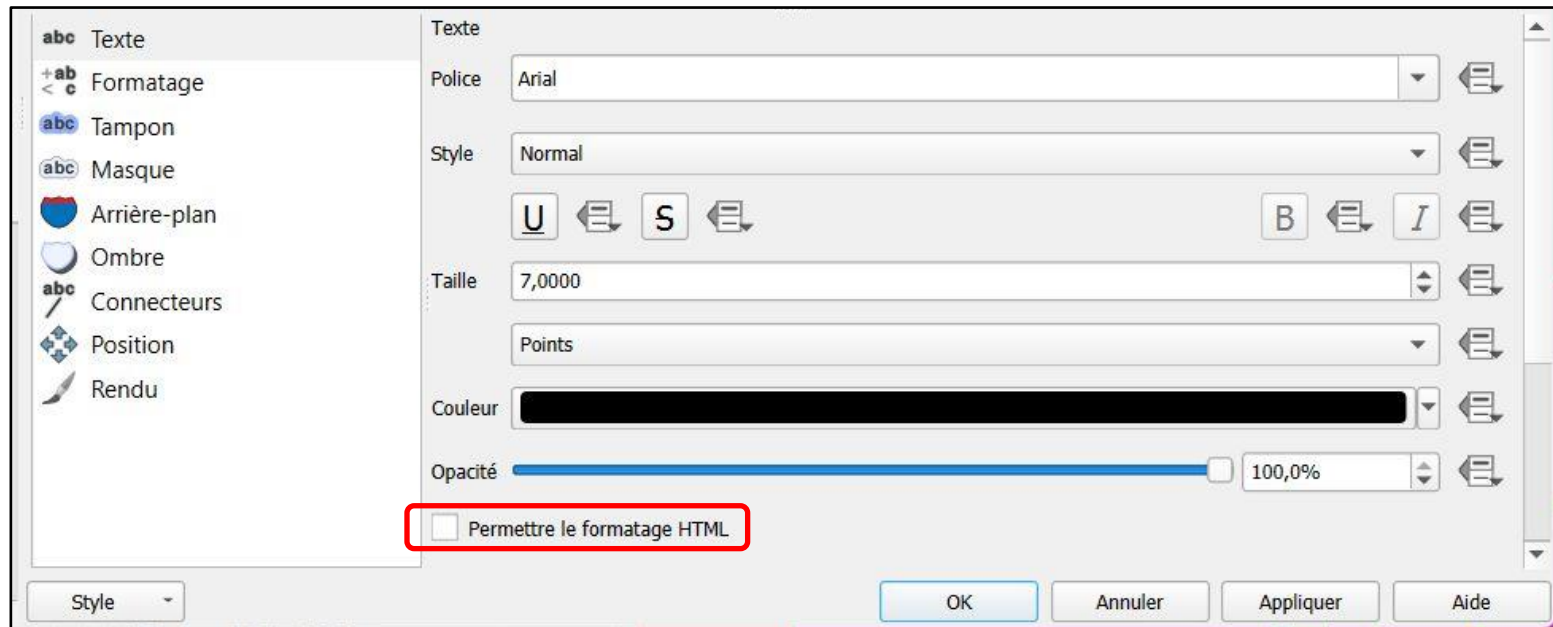 abc Texte
+ab < c Formatage
abc Tampon
abc Masque
Arrière-plan
Ombre
abc Connecteurs
Position
Rendu
Texte
Police Arial
Style Normal
U S B I
Taille 7,0000
Points
Couleur
Opacité 100,0%
Permettre le formatage HTML
Style OK Annuler Appliquer Aide